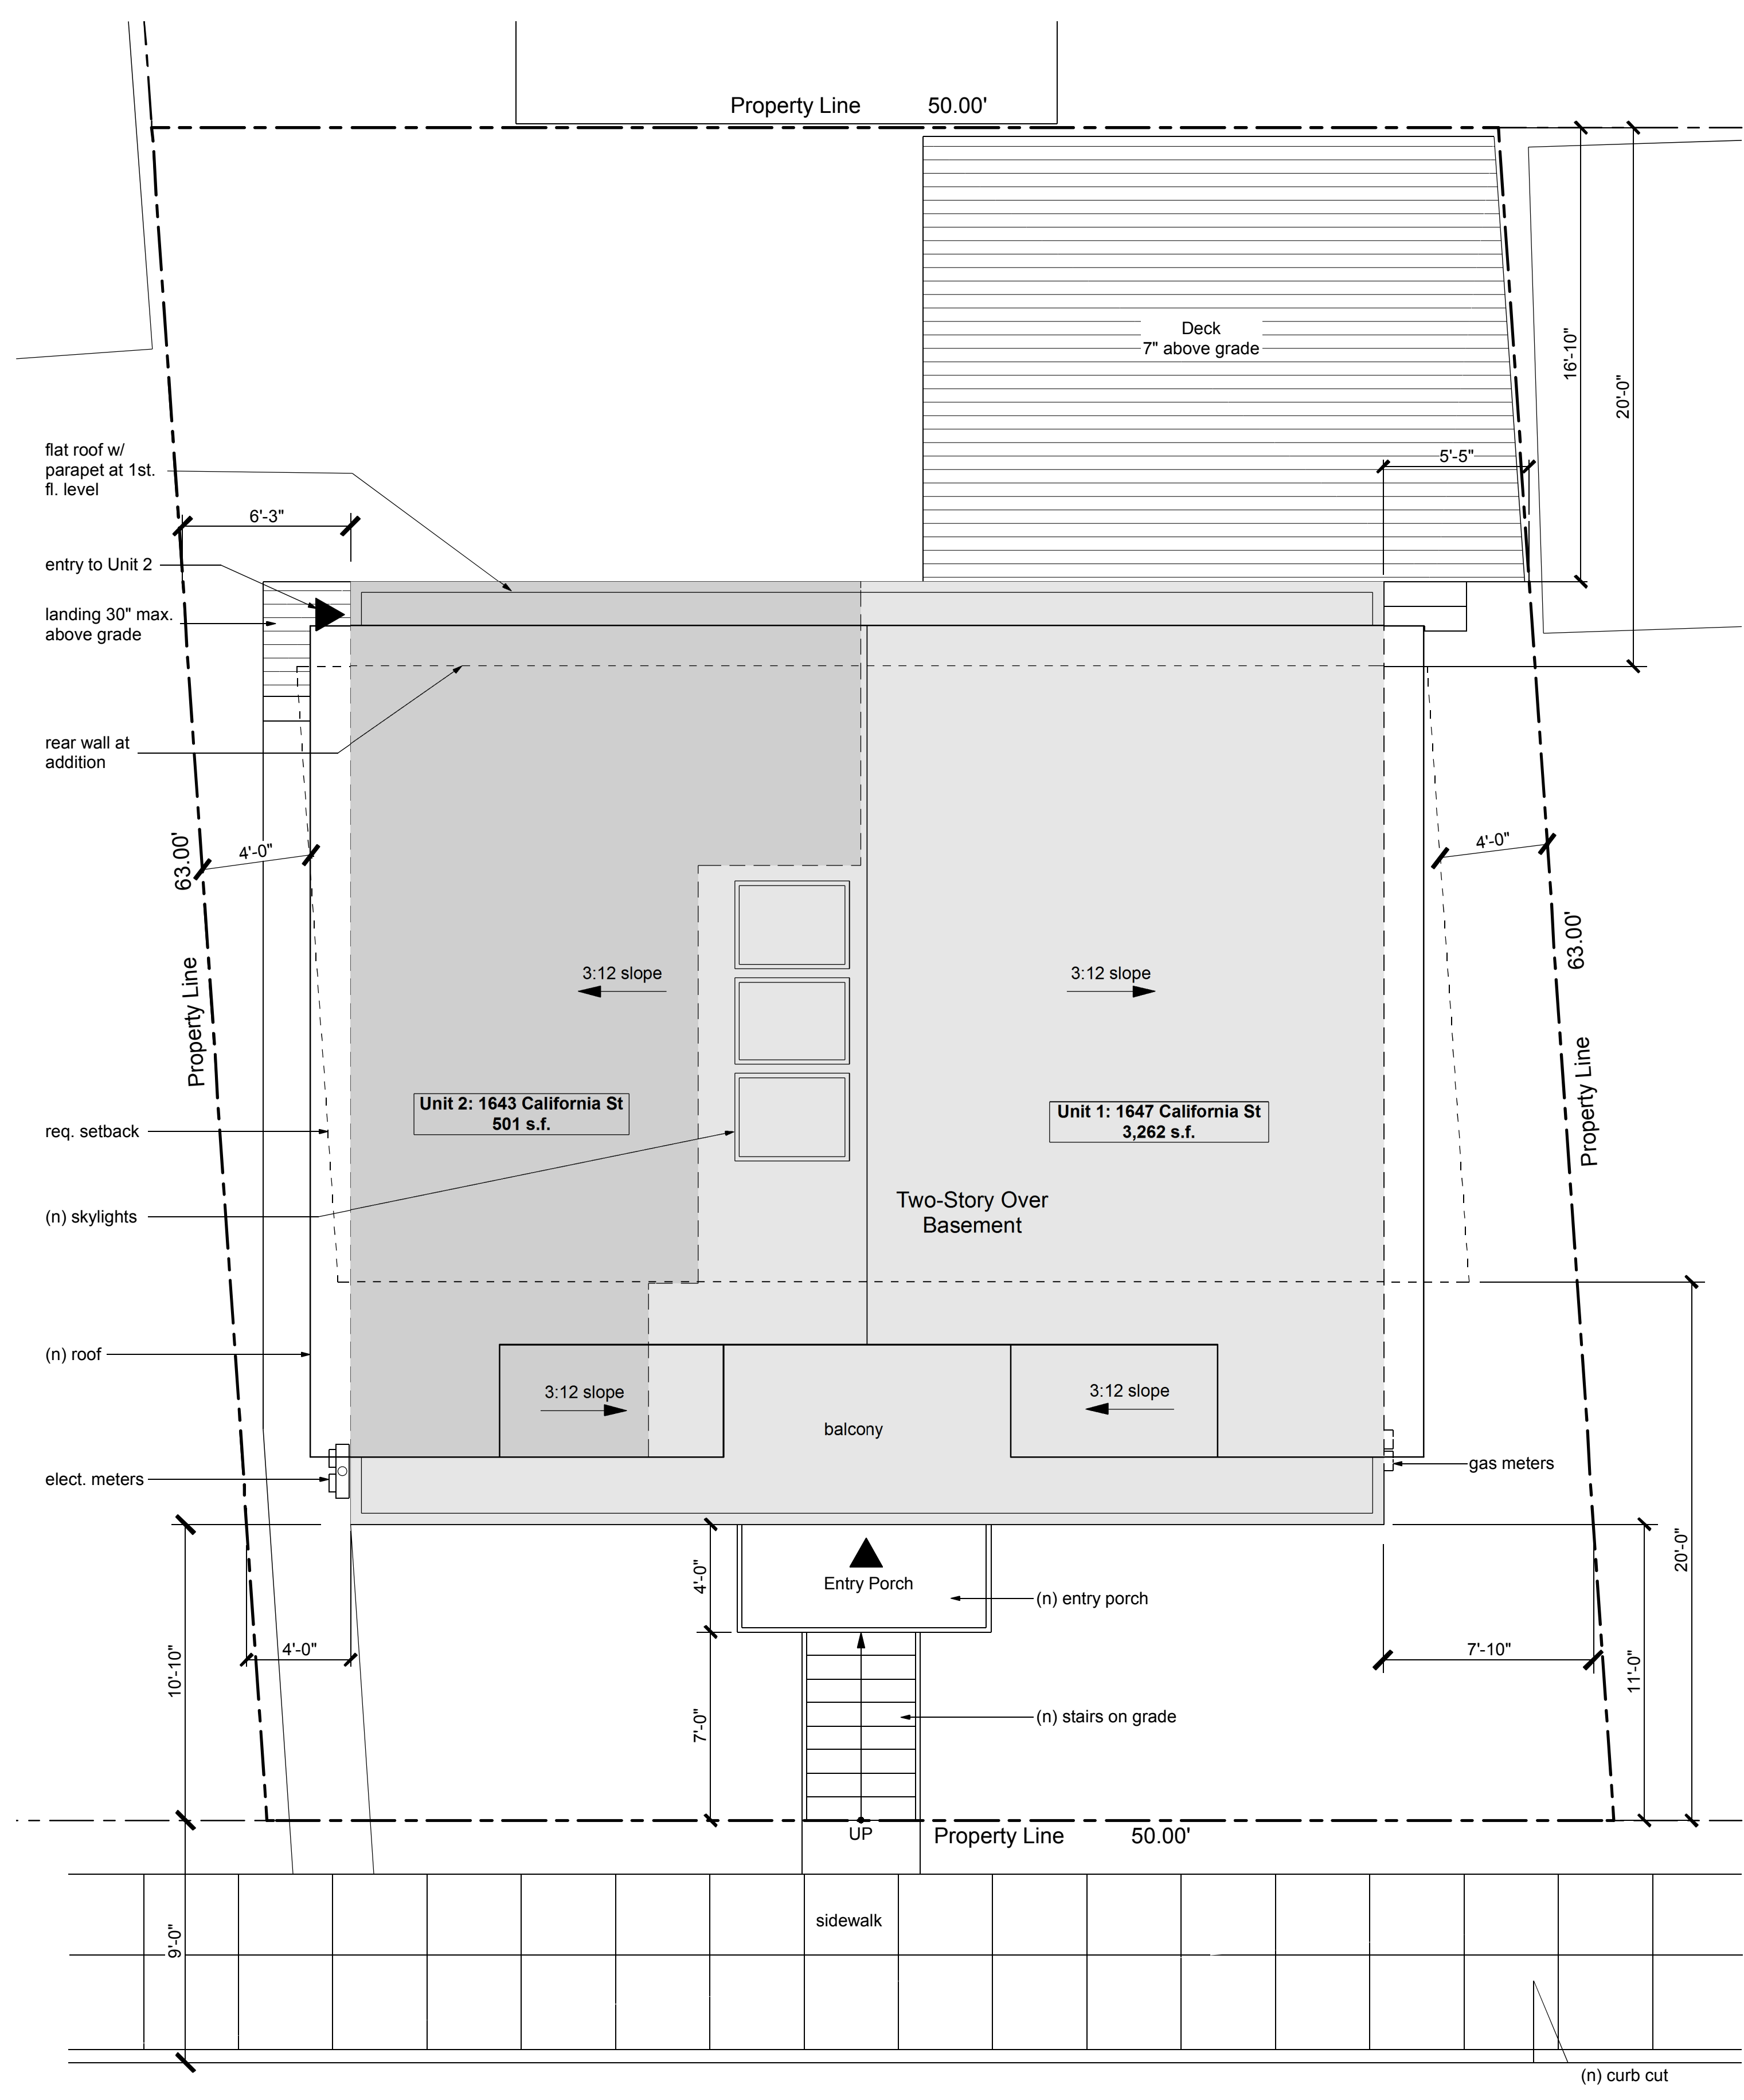 Property Line 50.00'
Deck
7" above grade
16'-10"
20'-0"
5'-5"
flat roof w/
parapet at 1st.
fl. level
6'-3"
entry to Unit 2
landing 30" max.
above grade
rear wall at
addition
63.00'
4'-0"
4'-0"
63.00'
Property Line
3:12 slope
3:12 slope
Property Line
Unit 2: 1643 California St
501 s.f.
Unit 1: 1647 California St
3,262 s.f.
req. setback
Two-Story Over
Basement
(n) skylights
(n) roof
3:12 slope
3:12 slope
balcony
elect. meters
gas meters
4'-0"
Entry Porch
(n) entry porch
20'-0"
10'-10"
4'-0"
7'-10"
11'-0"
7'-0"
(n) stairs on grade
UP
Property Line 50.00'
sidewalk
9'-0"
(n) curb cut